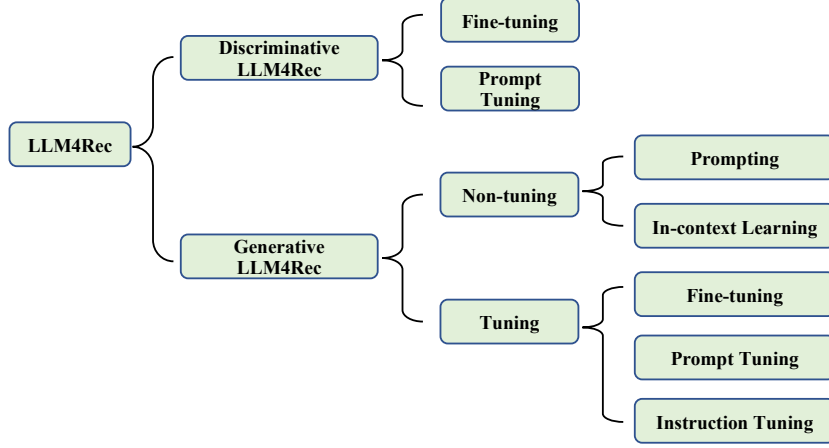 LLM4Rec
Discriminative
LLM4Rec
Fine-tuning
Prompt
Tuning
Generative
LLM4Rec
Non-tuning
Prompting
In-context Learning
Tuning
Fine-tuning
Prompt Tuning
Instruction Tuning